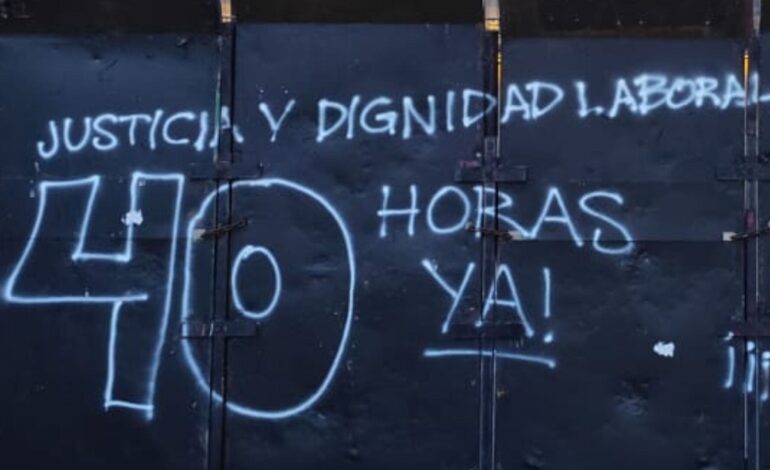 JUSTICIA Y DIGNIDAD LABORAL
40 HORAS
YA!
¡¡¡